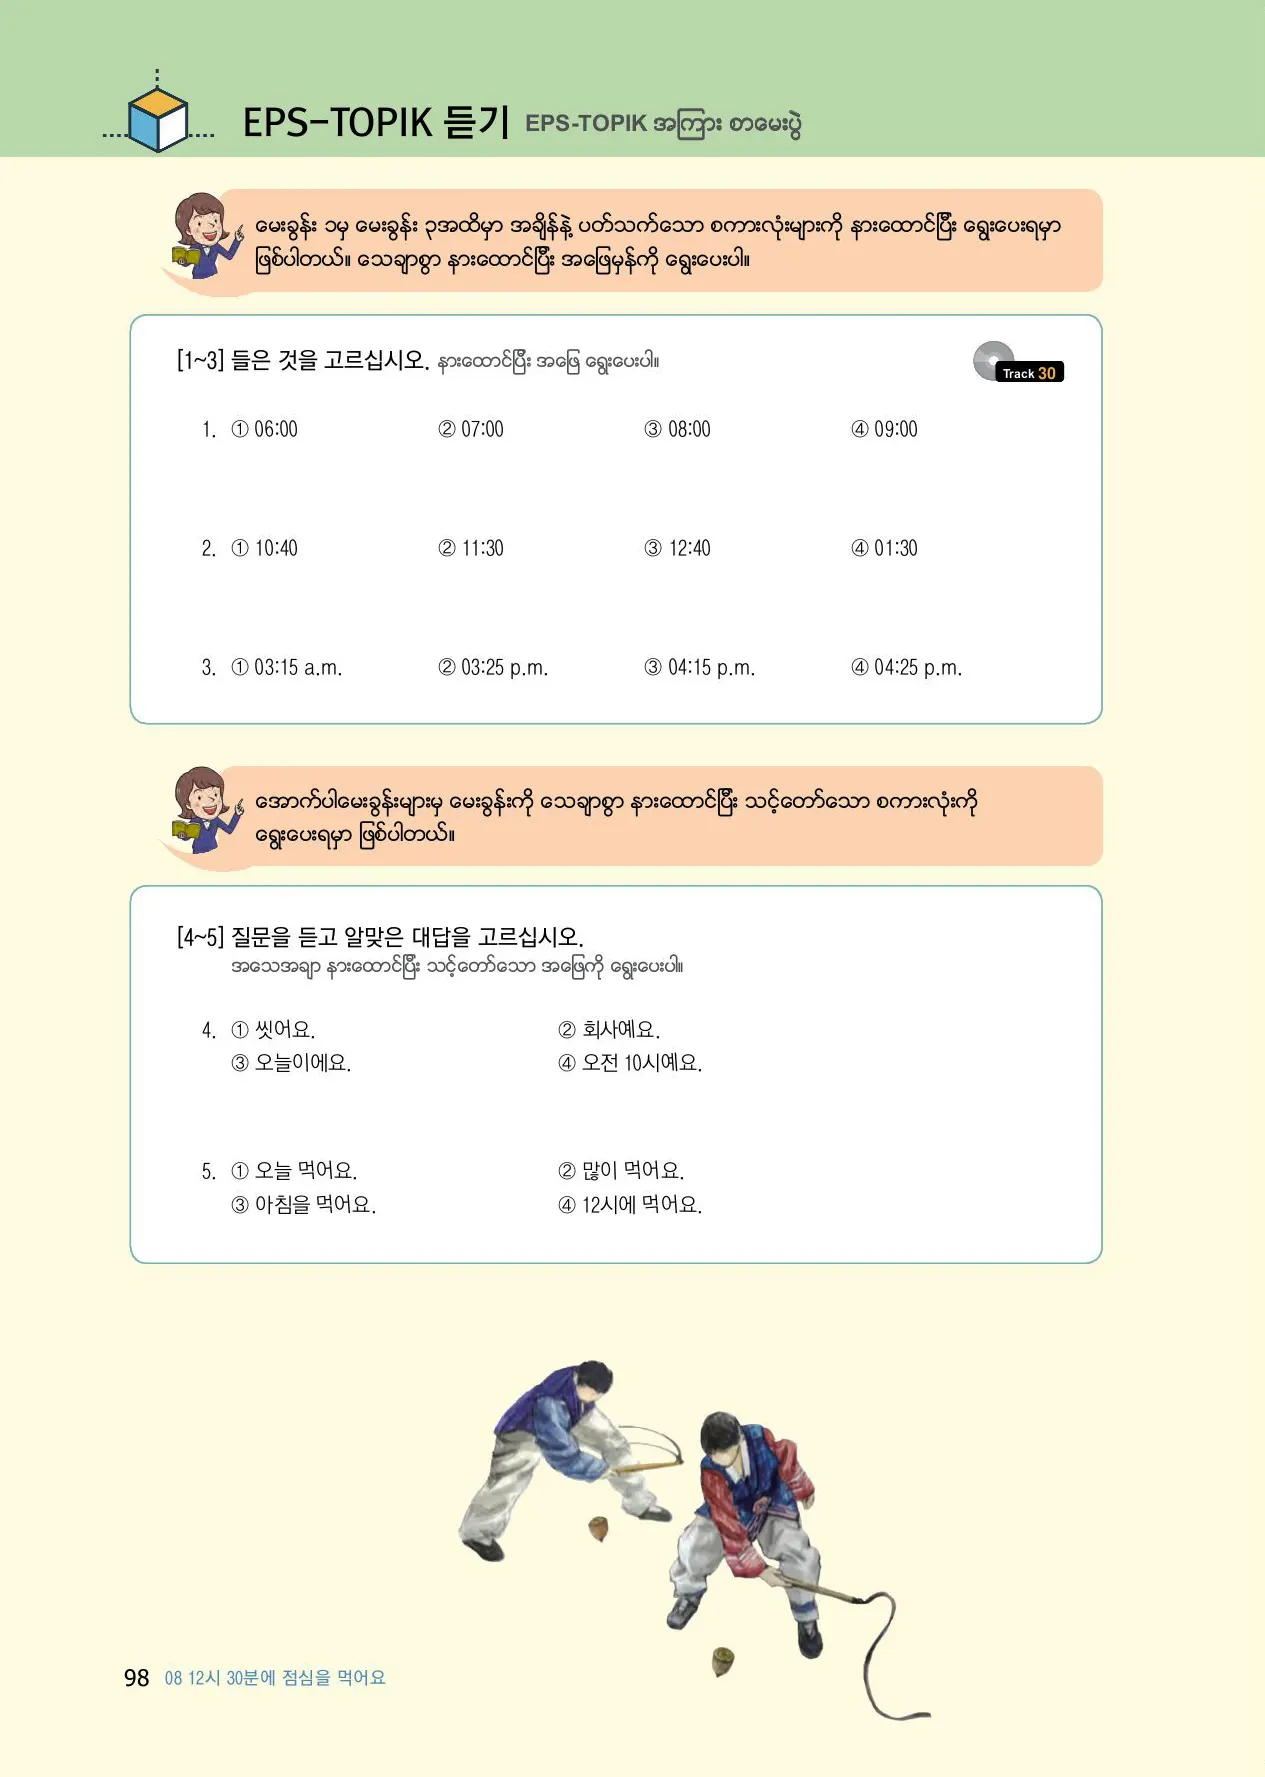 EPS-TOPIK 듣기 EPS-TOPIK အကြား စာမေးပွဲ
မေးခွန်း ၁မှ မေးခွန်း ၃အထိမှာ အချိန်နဲ့ ပတ်သက်သော စကားလုံးများကို နားထောင်ပြီး ရွေးပေးရမှာ
ဖြစ်ပါတယ်။ သေချာစွာ နားထောင်ပြီး အဖြေမှန်ကို ရွေးပေးပါ။
[1~3] 들은 것을 고르십시오. နားထောင်ပြီး အဖြေ ရွေးပေးပါ။
Track 30
1. ① 06:00 ② 07:00 ③ 08:00 ④ 09:00
2. ① 10:40 ② 11:30 ③ 12:40 ④ 01:30
3. ① 03:15 a.m. ② 03:25 p.m. ③ 04:15 p.m. ④ 04:25 p.m.
အောက်ပါမေးခွန်းများမှ မေးခွန်းကို သေချာစွာ နားထောင်ပြီး သင့်တော်သော စကားလုံးကို
ရွေးပေးရမှာ ဖြစ်ပါတယ်။
[4~5] 질문을 듣고 알맞은 대답을 고르십시오.
အသေအချာ နားထောင်ပြီး သင့်တော်သော အဖြေကို ရွေးပေးပါ။
4. ① 씻어요. ② 회사예요.
③ 오늘이에요. ④ 오전 10시예요.
5. ① 오늘 먹어요. ② 많이 먹어요.
③ 아침을 먹어요. ④ 12시에 먹어요.
98 08 12시 30분에 점심을 먹어요